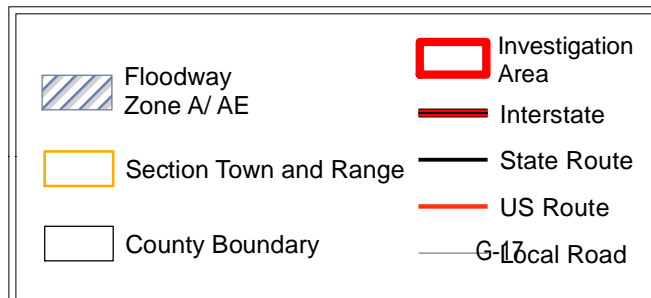 Floodway
Zone A/ AE
Section Town and Range
County Boundary
Investigation
Area
Interstate
State Route
US Route
Local Road
G-17